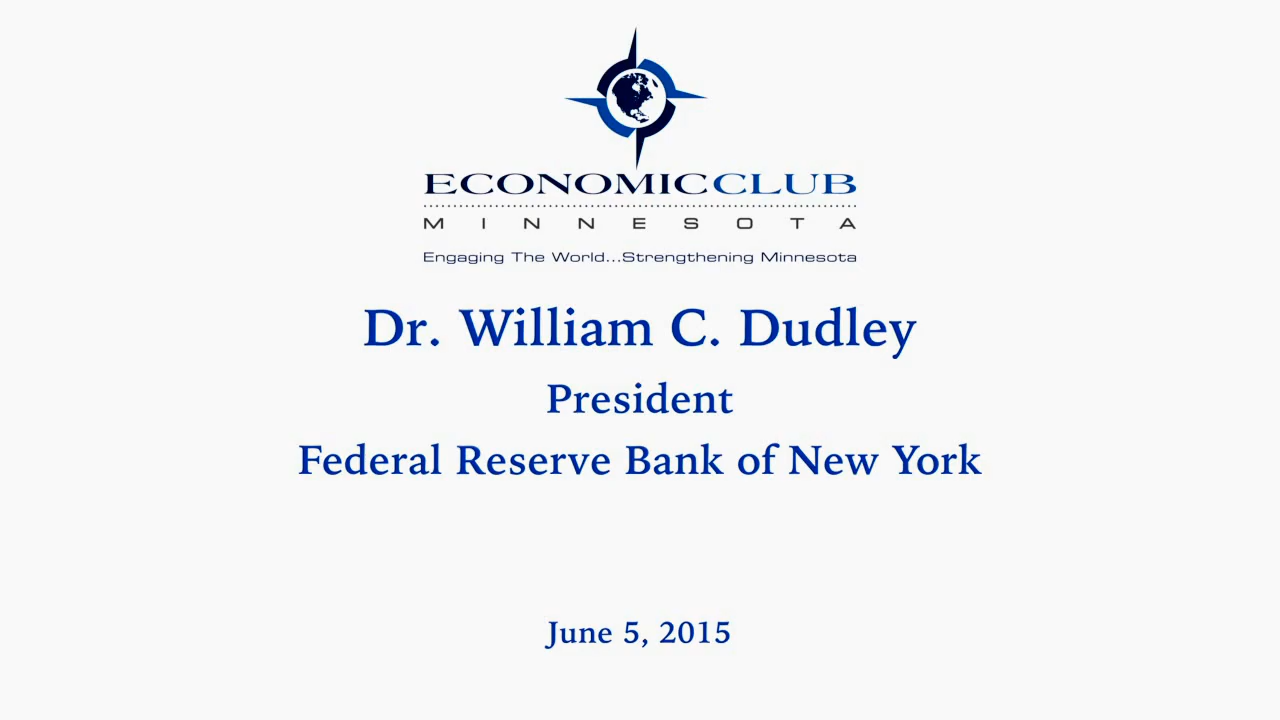 ECONOMICCLUB
MINNESOTA
Engaging The World...Strengthening Minnesota
Dr. William C. Dudley
President
Federal Reserve Bank of New York
June 5, 2015